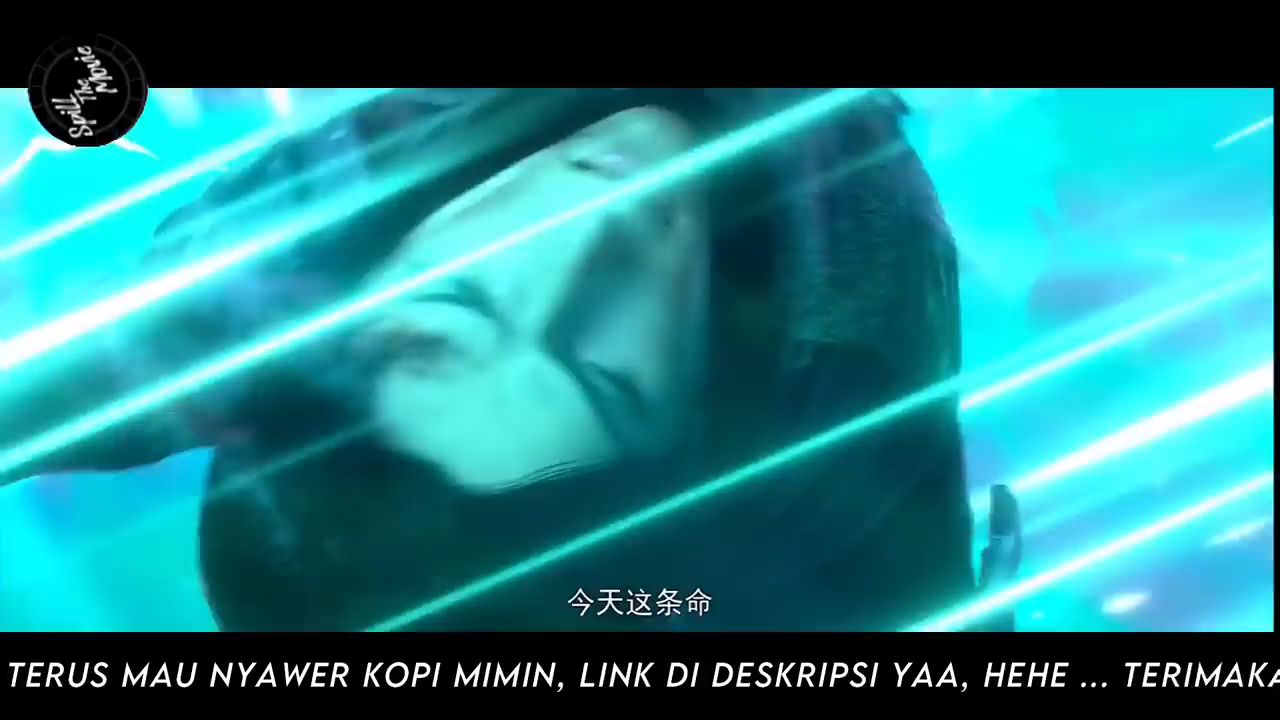 Spill
The
Movie
今天这条命
TERUS MAU NYAWER KOPI MIMIN, LINK DI DESKRIPSI YAA, HEHE ... TERIMAKA